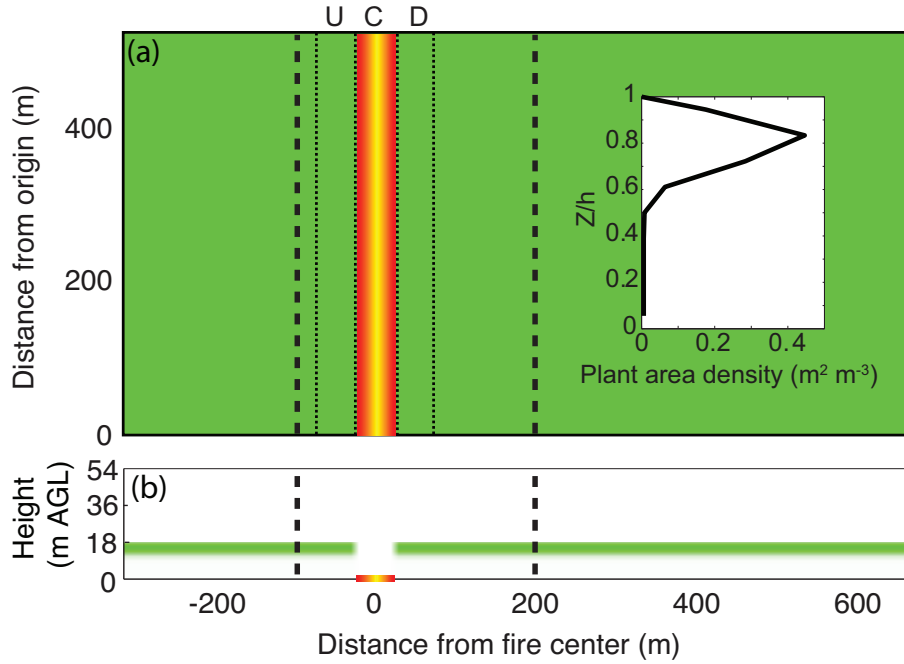 U C D
(a)
Distance from origin (m)
400
200
0
1
0.8
0.6
0.4
0.2
0
Z/h
0 0.2 0.4
Plant area density (m² m⁻³)
(b)
Height
(m AGL)
54
36
18
0
-200 0 200 400 600
Distance from fire center (m)